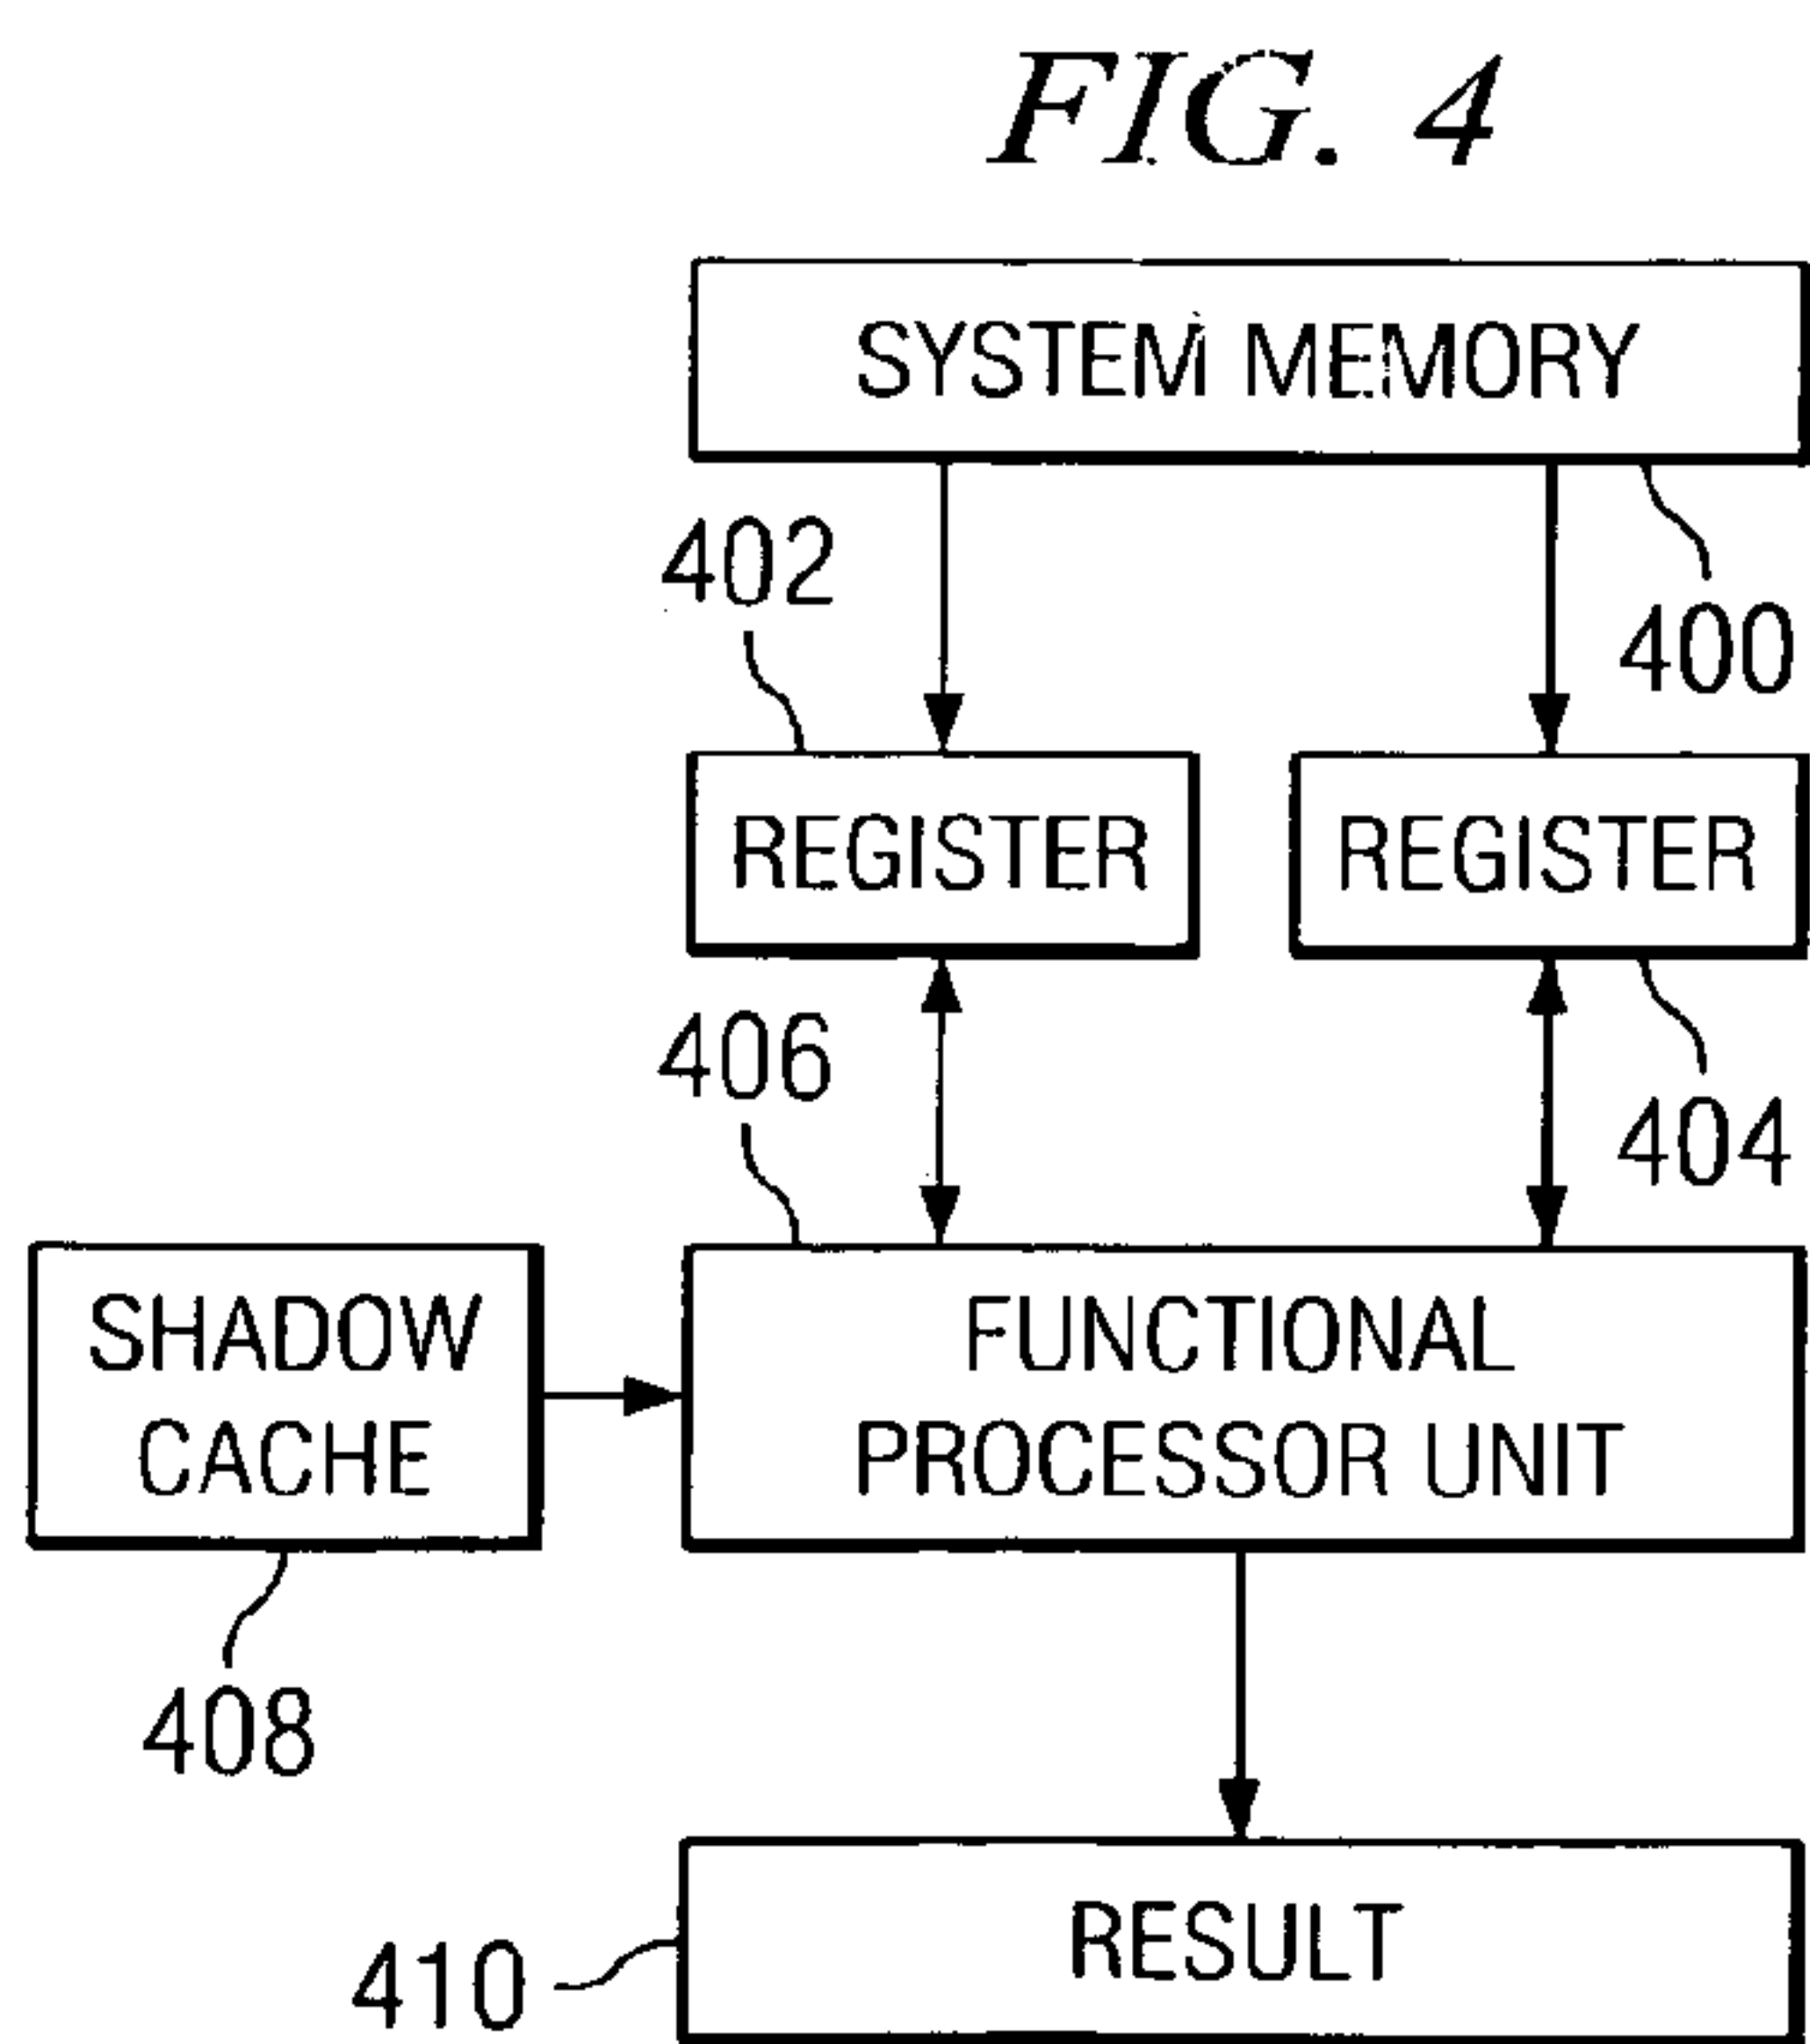 FIG. 4
SYSTEM MEMORY
402
400
REGISTER
REGISTER
406
404
SHADOW
CACHE
FUNCTIONAL
PROCESSOR UNIT
408
410
RESULT